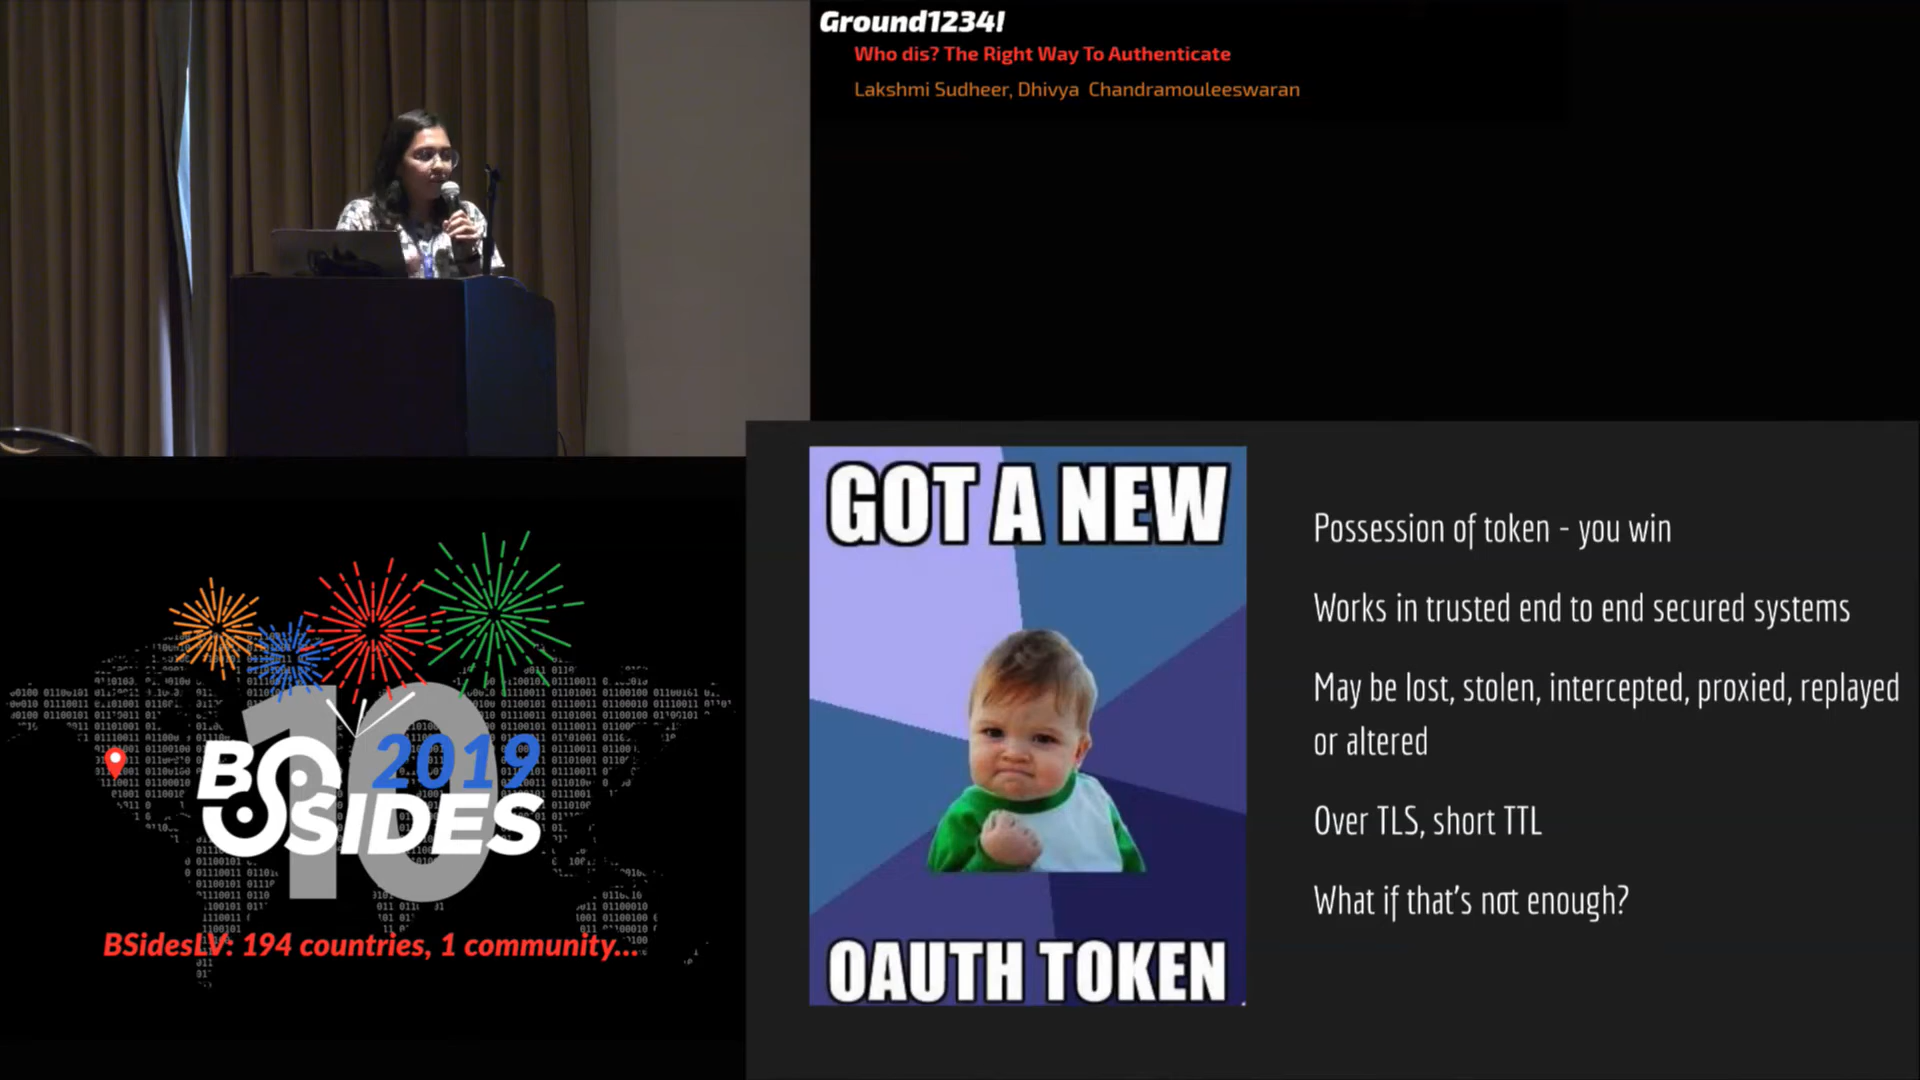 Ground1234!
Who dis? The Right Way To Authenticate
Lakshmi Sudheer, Dhivya Chandramouleeswaran
GOT A NEW
OAUTH TOKEN
Possession of token - you win
Works in trusted end to end secured systems
May be lost, stolen, intercepted, proxied, replayed
or altered
Over TLS, short TTL
What if that's not enough?
10
2019
BSIDES
BSidesLV: 194 countries, 1 community...